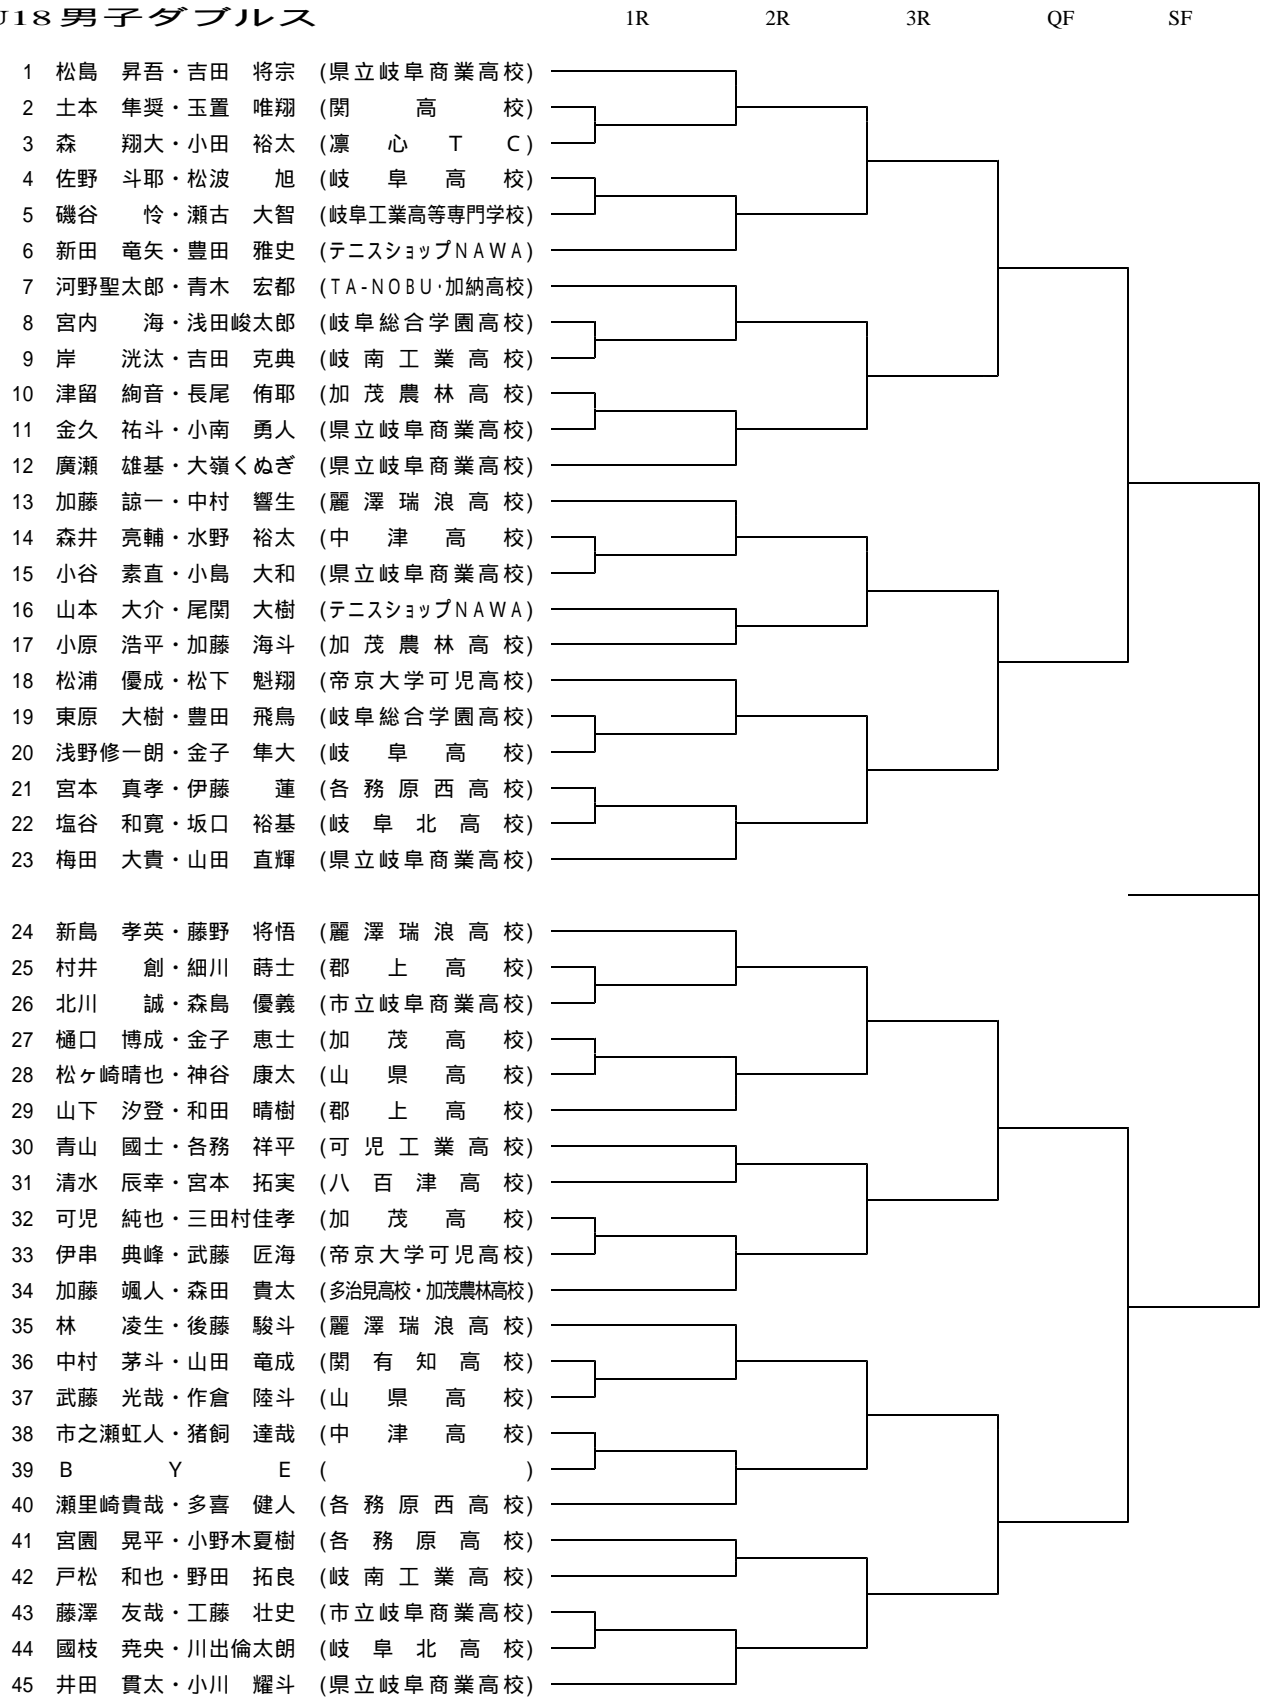 U18男子ダブルス 1R 2R 3R QF SF
1 松島 昇吾・吉田 将宗 (県立岐阜商業高校)
2 土本 隼奨・玉置 唯翔 (関高校)
3 森 翔大・小田 裕太 (凛心TC)
4 佐野 斗耶・松波 旭 (岐阜高校)
5 磯谷 怜・瀬古 大智 (岐阜工業高等専門学校)
6 新田 竜矢・豊田 雅史 (テニスショップNAWA)
7 河野聖太郎・青木 宏都 (TA-NOBU・加納高校)
8 宮内 海・浅田峻太郎 (岐阜総合学園高校)
9 岸 洸汰・吉田 克典 (岐南工業高校)
10 津留 絢音・長尾 侑耶 (加茂農林高校)
11 金久 祐斗・小南 勇人 (県立岐阜商業高校)
12 廣瀬 雄基・大嶺くぬぎ (県立岐阜商業高校)
13 加藤 諒一・中村 響生 (麗澤瑞浪高校)
14 森井 亮輔・水野 裕太 (中津高校)
15 小谷 素直・小島 大和 (県立岐阜商業高校)
16 山本 大介・尾関 大樹 (テニスショップNAWA)
17 小原 浩平・加藤 海斗 (加茂農林高校)
18 松浦 優成・松下 魁翔 (帝京大学可児高校)
19 東原 大樹・豊田 飛鳥 (岐阜総合学園高校)
20 浅野修一朗・金子 隼大 (岐阜高校)
21 宮本 真孝・伊藤 蓮 (各務原西高校)
22 塩谷 和寛・坂口 裕基 (岐阜北高校)
23 梅田 大貴・山田 直輝 (県立岐阜商業高校)
24 新島 孝英・藤野 将悟 (麗澤瑞浪高校)
25 村井 創・細川 蒔士 (郡上高校)
26 北川 誠・森島 優義 (市立岐阜商業高校)
27 樋口 博成・金子 恵士 (加茂高校)
28 松ヶ崎晴也・神谷 康太 (山県高校)
29 山下 汐登・和田 晴樹 (郡上高校)
30 青山 國士・各務 祥平 (可児工業高校)
31 清水 辰幸・宮本 拓実 (八百津高校)
32 可児 純也・三田村佳孝 (加茂高校)
33 伊串 典峰・武藤 匠海 (帝京大学可児高校)
34 加藤 颯人・森田 貴太 (多治見高校・加茂農林高校)
35 林 凌生・後藤 駿斗 (麗澤瑞浪高校)
36 中村 茅斗・山田 竜成 (関有知高校)
37 武藤 光哉・作倉 陸斗 (山県高校)
38 市之瀬虹人・猪飼 達哉 (中津高校)
39 BYE ( )
40 瀬里崎貴哉・多喜 健人 (各務原西高校)
41 宮園 晃平・小野木夏樹 (各務原高校)
42 戸松 和也・野田 拓良 (岐南工業高校)
43 藤澤 友哉・工藤 壮史 (市立岐阜商業高校)
44 國枝 尭央・川出倫太朗 (岐阜北高校)
45 井田 貫太・小川 耀斗 (県立岐阜商業高校)